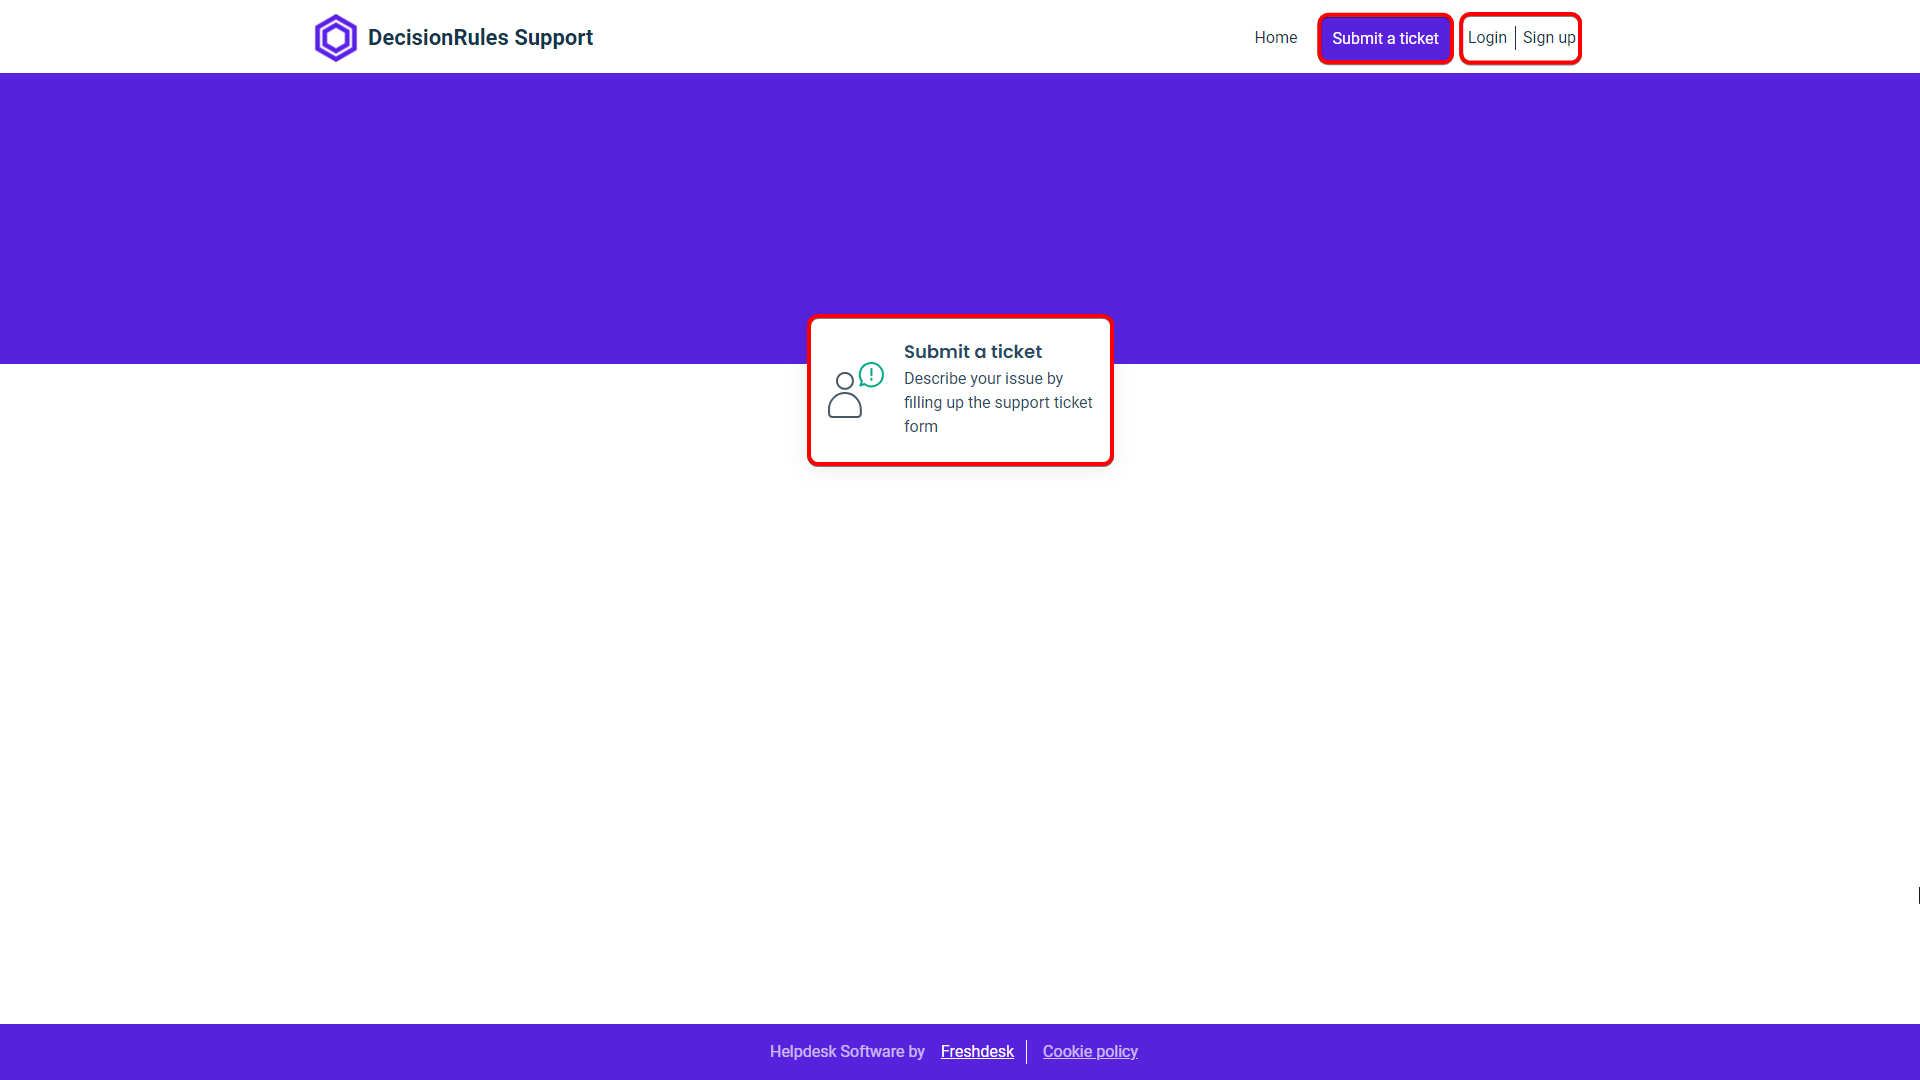 DecisionRules Support
Home Submit a ticket Login Sign up
Submit a ticket
Describe your issue by
filling up the support ticket
form
Helpdesk Software by Freshdesk Cookie policy